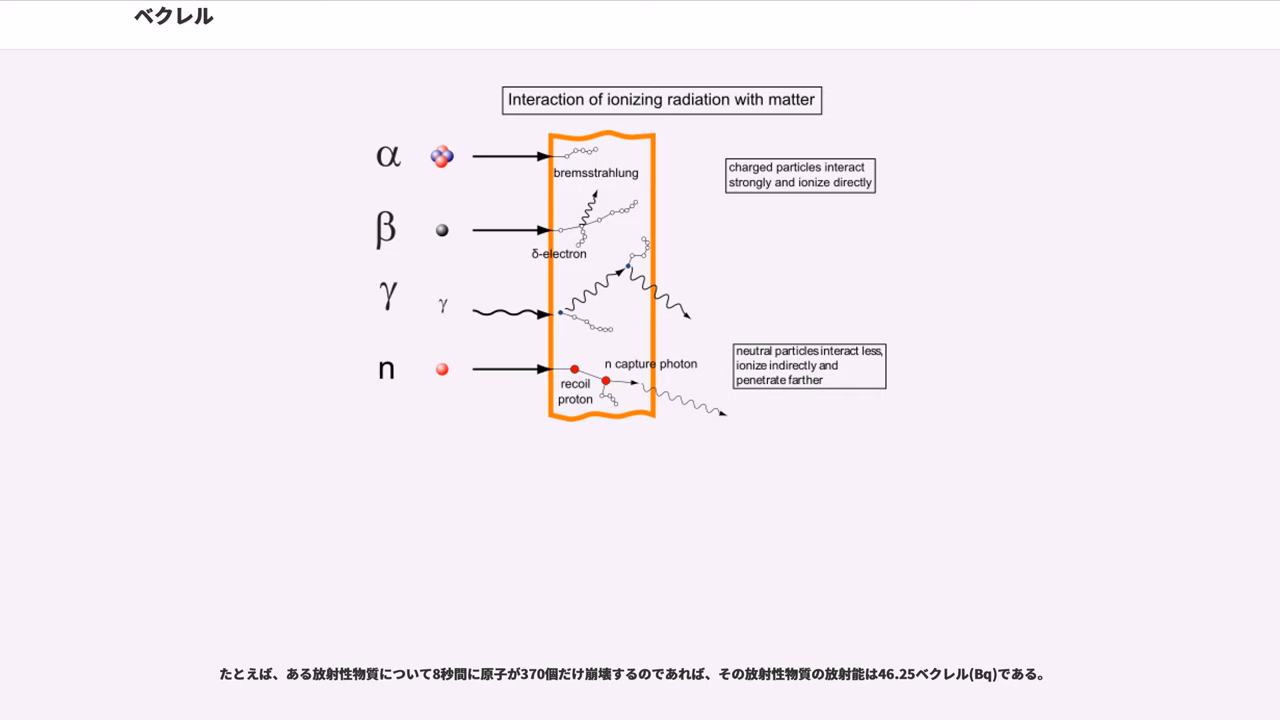 ベクレル
Interaction of ionizing radiation with matter
α
bremsstrahlung
charged particles interact
strongly and ionize directly
β
δ-electron
γ
γ
n
n capture photon
recoil
proton
neutral particles interact less,
ionize indirectly and
penetrate farther
たとえば、ある放射性物質について8秒間に原子が370個だけ崩壊するのであれば、その放射性物質の放射能は46.25ベクレル(Bq)である。